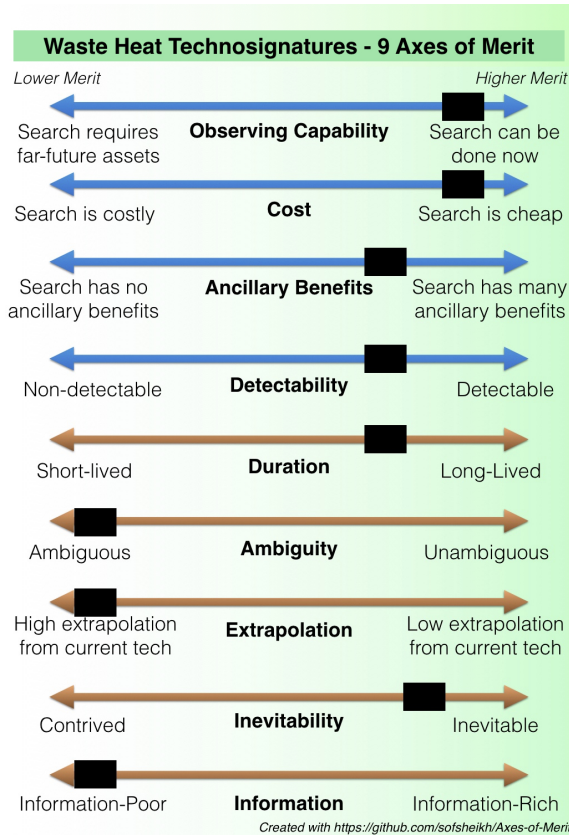 Waste Heat Technosignatures - 9 Axes of Merit
Lower Merit
Higher Merit
Search requires
far-future assets
Observing Capability
Search can be
done now
Search is costly
Cost
Search is cheap
Search has no
ancillary benefits
Ancillary Benefits
Search has many
ancillary benefits
Non-detectable
Detectability
Detectable
Short-lived
Duration
Long-Lived
Ambiguous
Ambiguity
Unambiguous
High extrapolation
from current tech
Extrapolation
Low extrapolation
from current tech
Contrived
Inevitability
Inevitable
Information-Poor
Information
Information-Rich
Created with https://github.com/sofsheikh/Axes-of-Merit